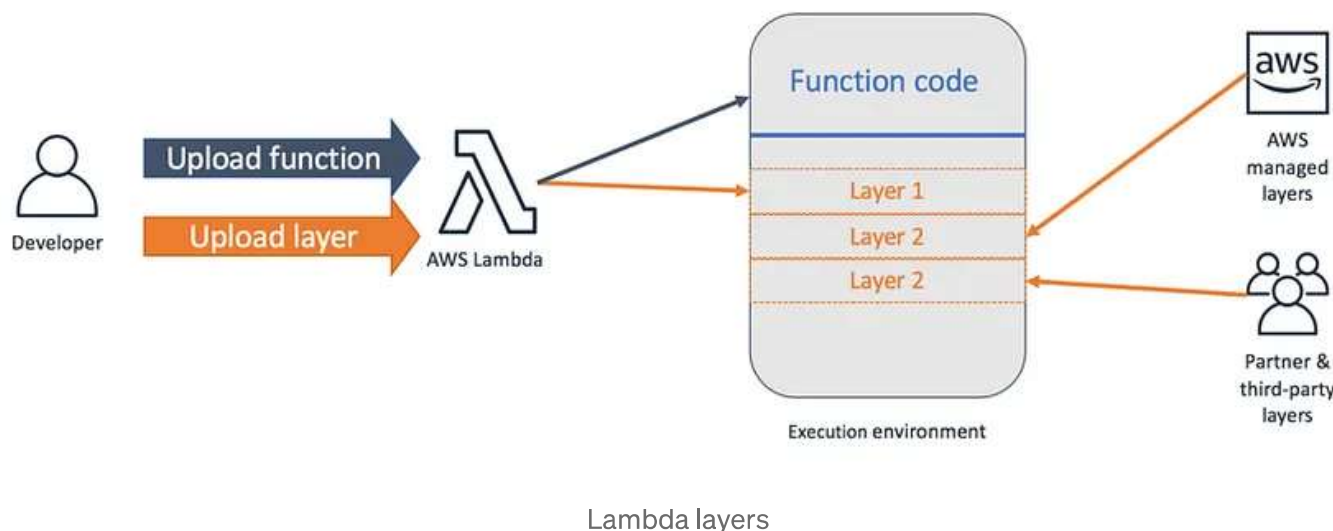 Upload function
Upload layer
Developer
AWS Lambda
Function code
Layer 1
Layer 2
Layer 2
Execution environment
aws
AWS
managed
layers
Partner &
third-party
layers
Lambda layers